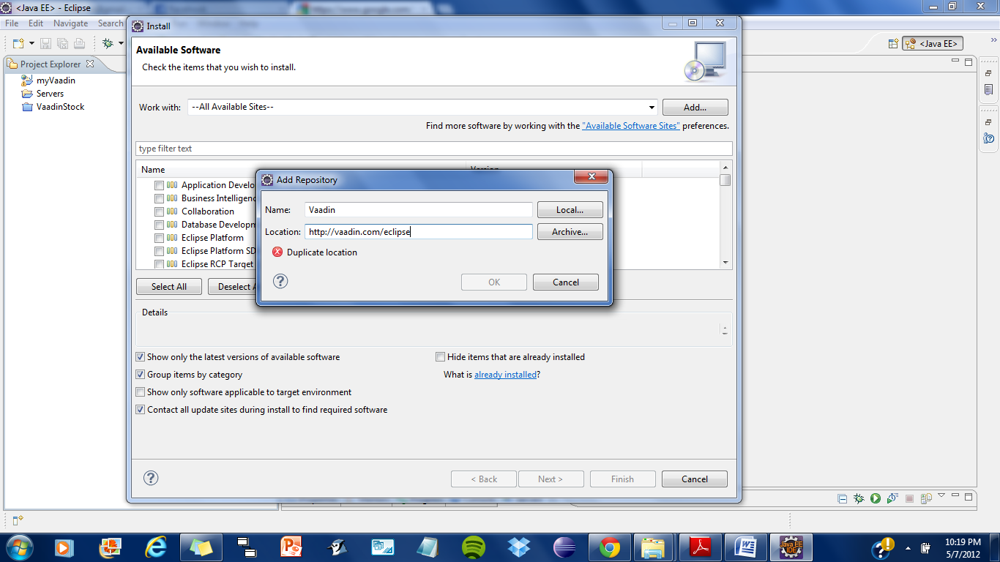 <Java EE> - Eclipse
File Edit Navigate Search
Install
<Java EE>
Project Explorer
myVaadin
Servers
VaadinStock
Available Software
Check the items that you wish to install.
Work with: --All Available Sites-- Add...
Find more software by working with the "Available Software Sites" preferences.
type filter text
Name Version
Application Develo
Business Intelligenc
Collaboration
Database Developm
Eclipse Platform
Eclipse Platform SD
Eclipse RCP Target
Add Repository
Name: Vaadin Local...
Location: http://vaadin.com/eclipse Archive...
Duplicate location
OK Cancel
Select All Deselect A
Details
Show only the latest versions of available software
Hide items that are already installed
Group items by category
What is already installed?
Show only software applicable to target environment
Contact all update sites during install to find required software
< Back Next > Finish Cancel
Java EE
IDE
10:19 PM
5/7/2012